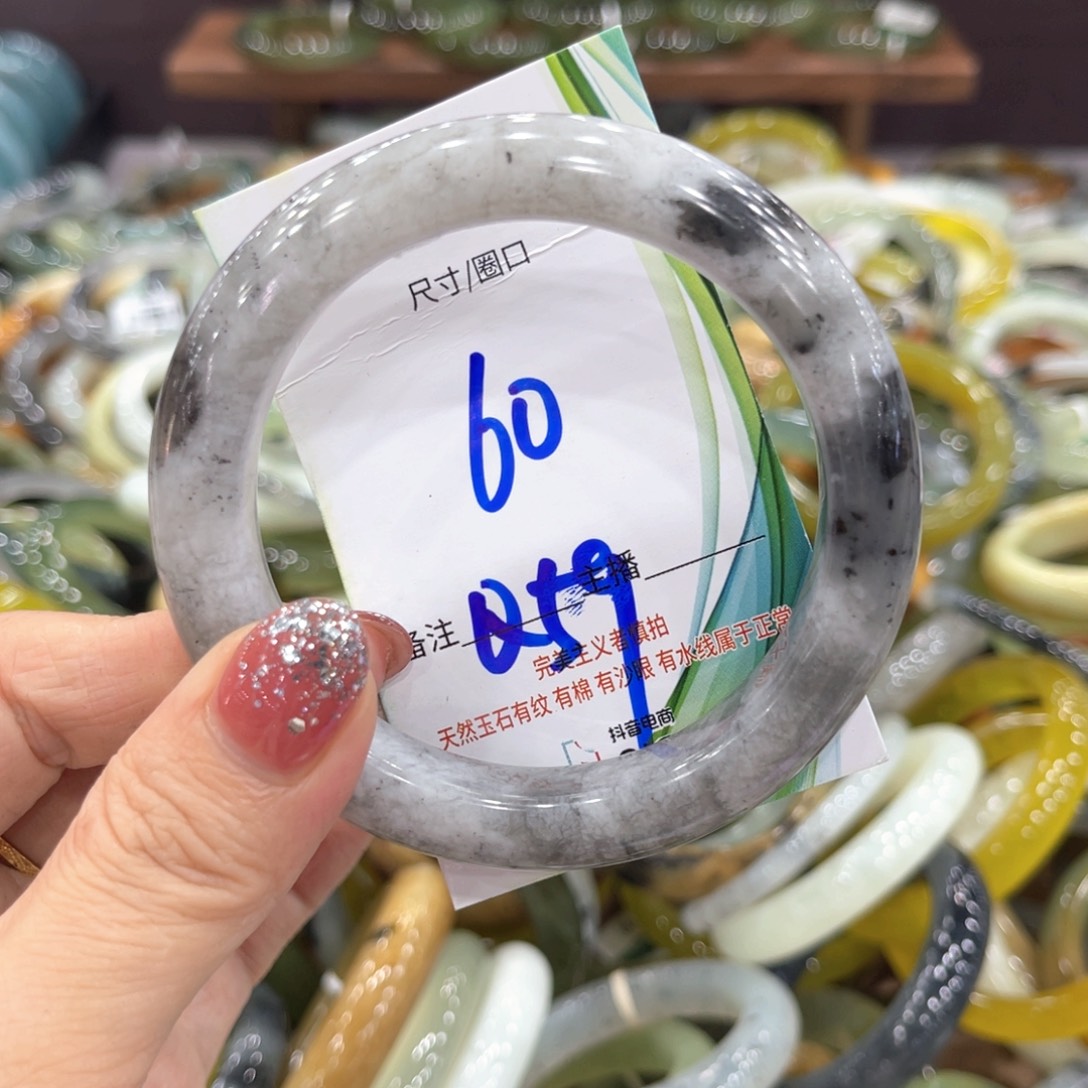 尺寸/圈口
60
059
备注 主播
完美主义者慎拍
天然玉石有纹 有棉 有沙眼 有水线属于正常
抖音电商